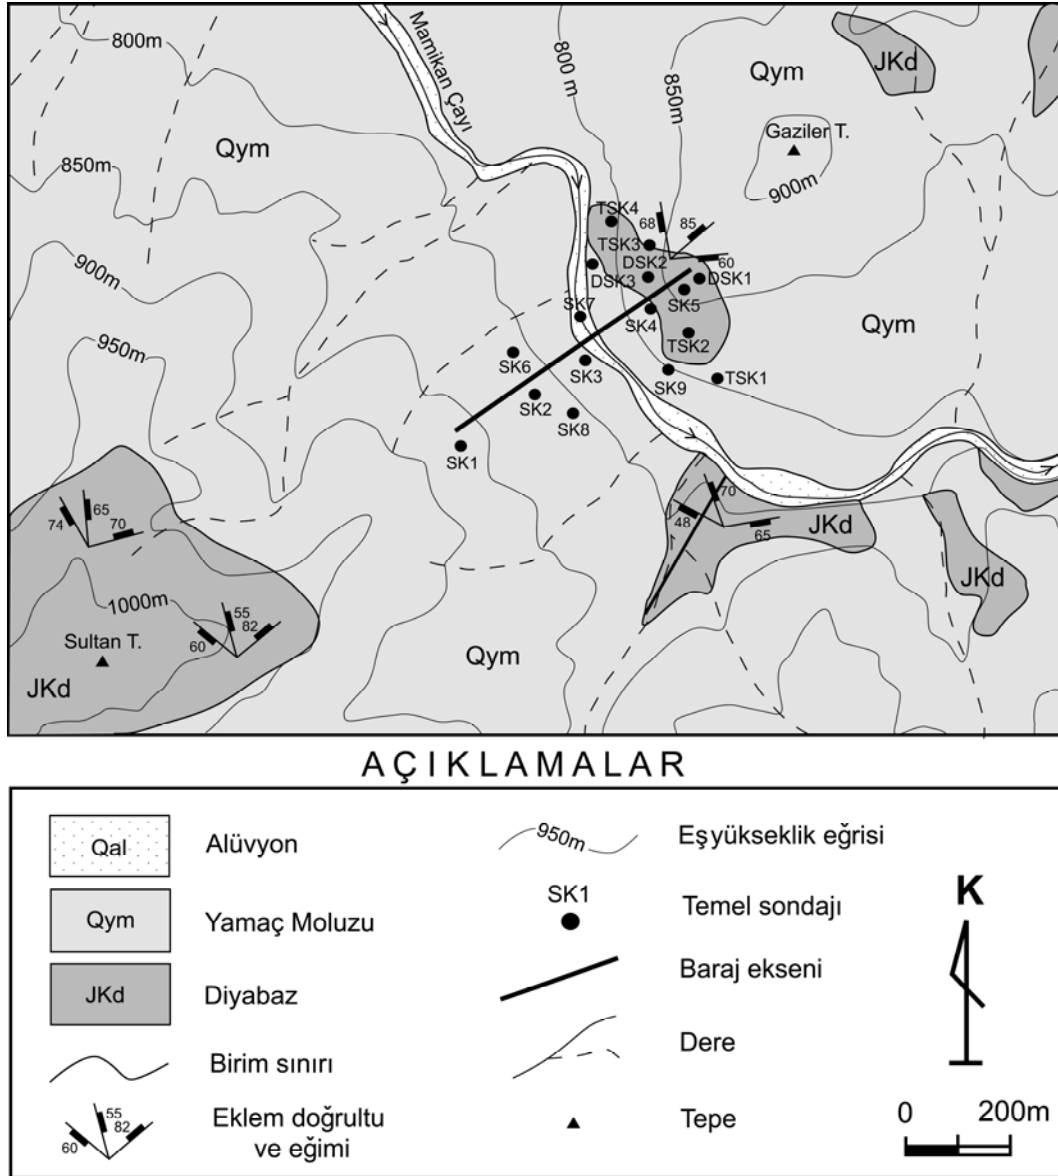 800m
Mamikan Çayı
800 m
850m
Qym
JKd
Gaziler T.
900m
Qym
850m
TSK4
68
85
TSK3
60
DSK2
DSK1
DSK3
SK5
SK7
SK4
TSK2
Qym
900m
950m
SK6
SK3
SK9
TSK1
SK2
SK8
SK1
74
65
70
70
48
65
JKd
JKd
1000m
55
82
60
Sultan T.
JKd
Qym
AÇIKLAMALAR
Qal Alüvyon
950m Eşyükseklik eğrisi
Qym Yamaç Moluzu
SK1 Temel sondajı
K
JKd Diyabaz
Baraj ekseni
Birim sınırı
Dere
55
82
60
Eklem doğrultu
ve eğimi
Tepe
0 200m